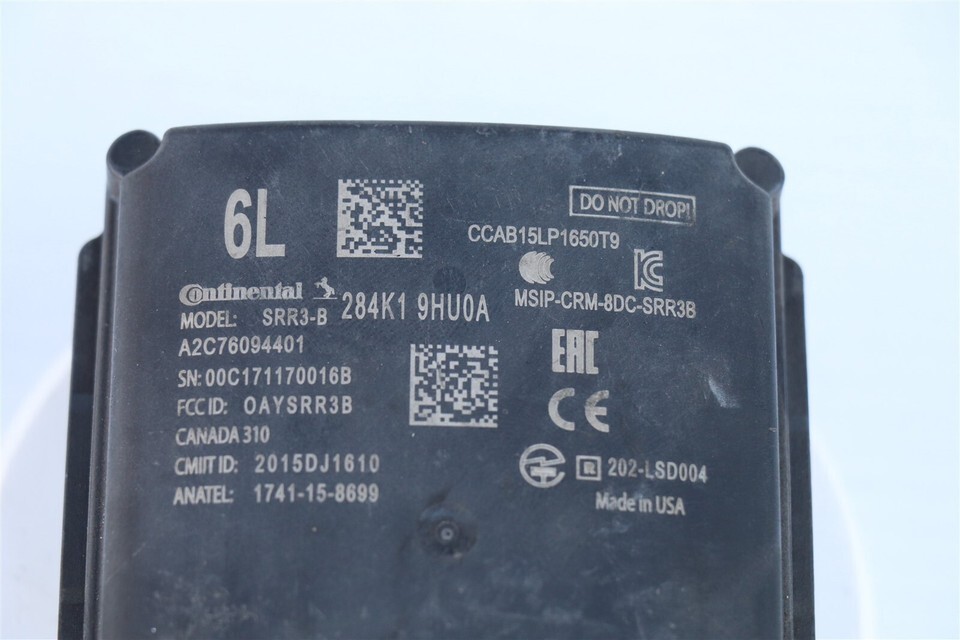 6L
DO NOT DROP!
CCAB15LP1650T9
Continental
284K1 9HU0A
MSIP-CRM-8DC-SRR3B
MODEL: SRR3-B
A2C76094401
EAC
SN: 00C171170016B
FCC ID: OAYSRR3B
CE
CANADA 310
CMIIT ID: 2015DJ1610
R 202-LSD004
ANATEL: 1741-15-8699
Made in USA